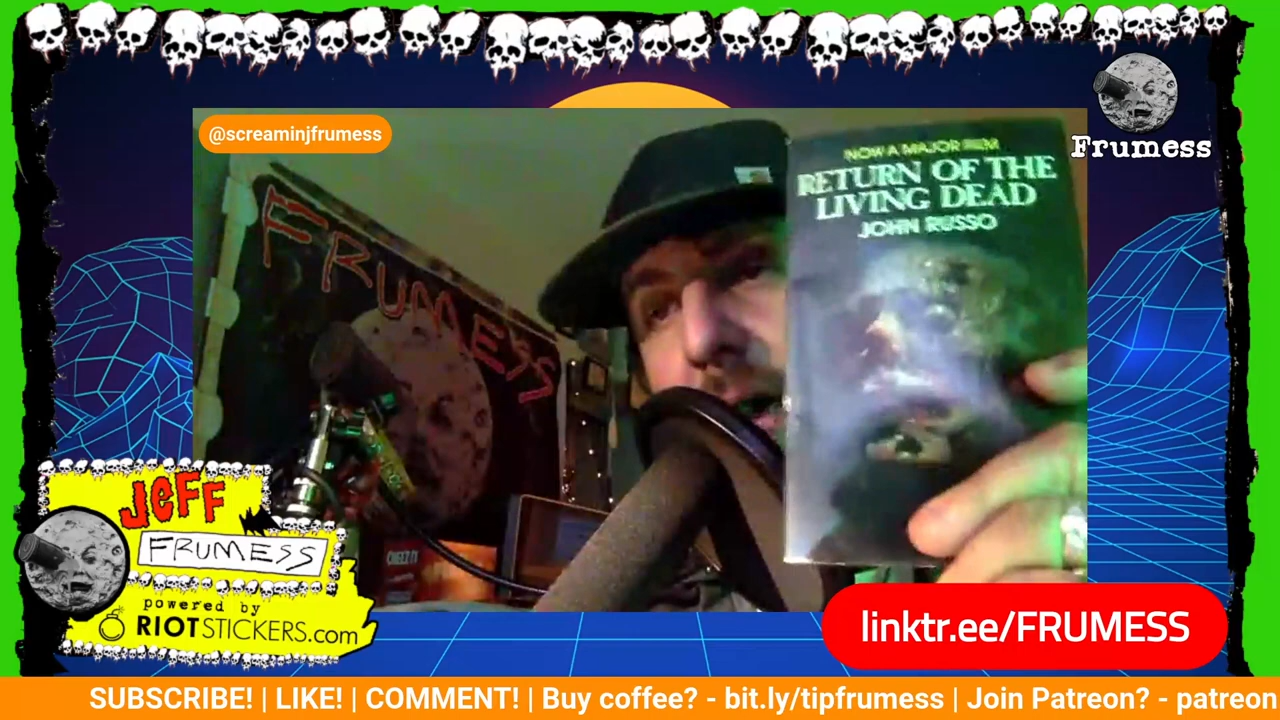 @screaminjfrumess
Frumess
NOW A MAJOR FILM
RETURN OF THE
LIVING DEAD
JOHN RUSSO
FRUMESS
JEFF
FRUMESS
powered by
RIOTSTICKERS.com
linktr.ee/FRUMESS
SUBSCRIBE! | LIKE! | COMMENT! | Buy coffee? - bit.ly/tipfrumess | Join Patreon? - patreon